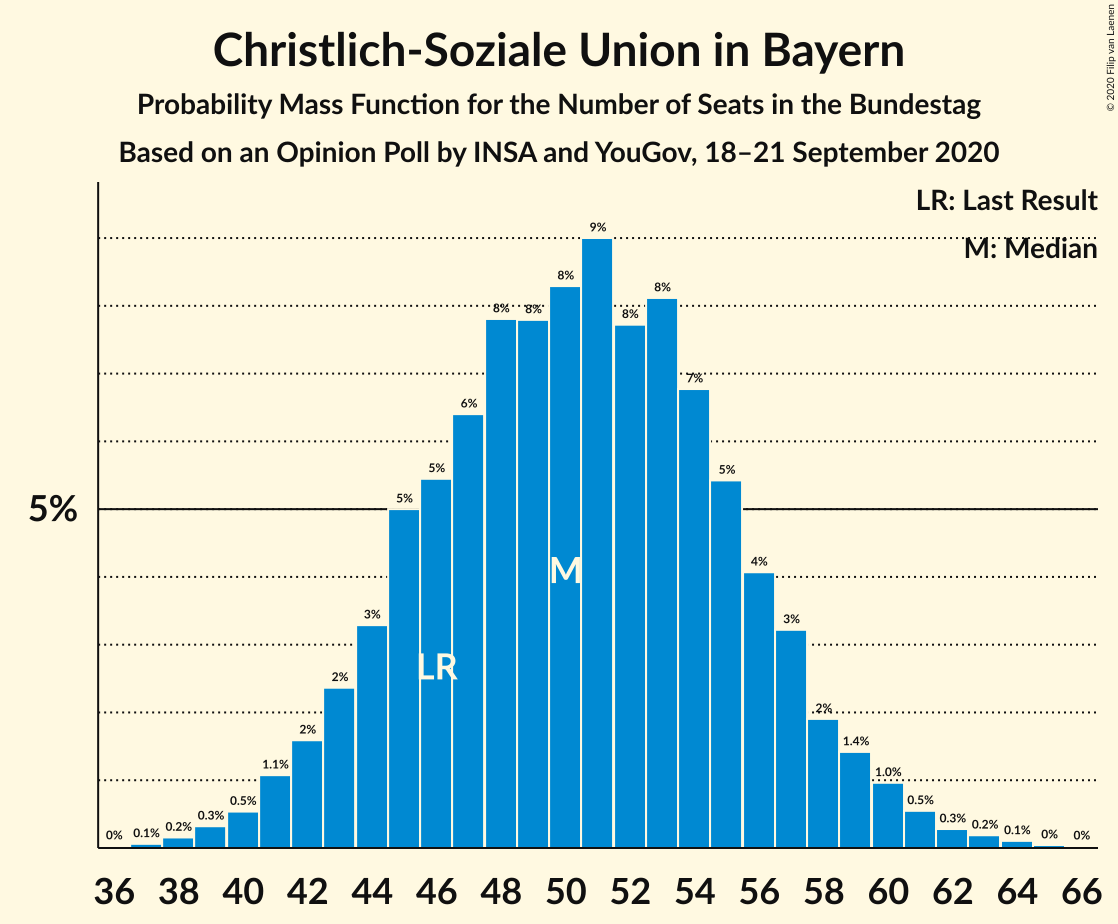 Christlich-Soziale Union in Bayern
Probability Mass Function for the Number of Seats in the Bundestag
Based on an Opinion Poll by INSA and YouGov, 18–21 September 2020
© 2020 Filip van Laenen
LR: Last Result
M: Median
5%
0% 0.1% 0.2% 0.3% 0.5% 1.1% 2% 2% 3% 5% 5% 6% 8% 8% 8% 9% 8% 8% 7% 5% 4% 3% 2% 1.4% 1.0% 0.5% 0.3% 0.2% 0.1% 0% 0%
M
LR
36 38 40 42 44 46 48 50 52 54 56 58 60 62 64 66